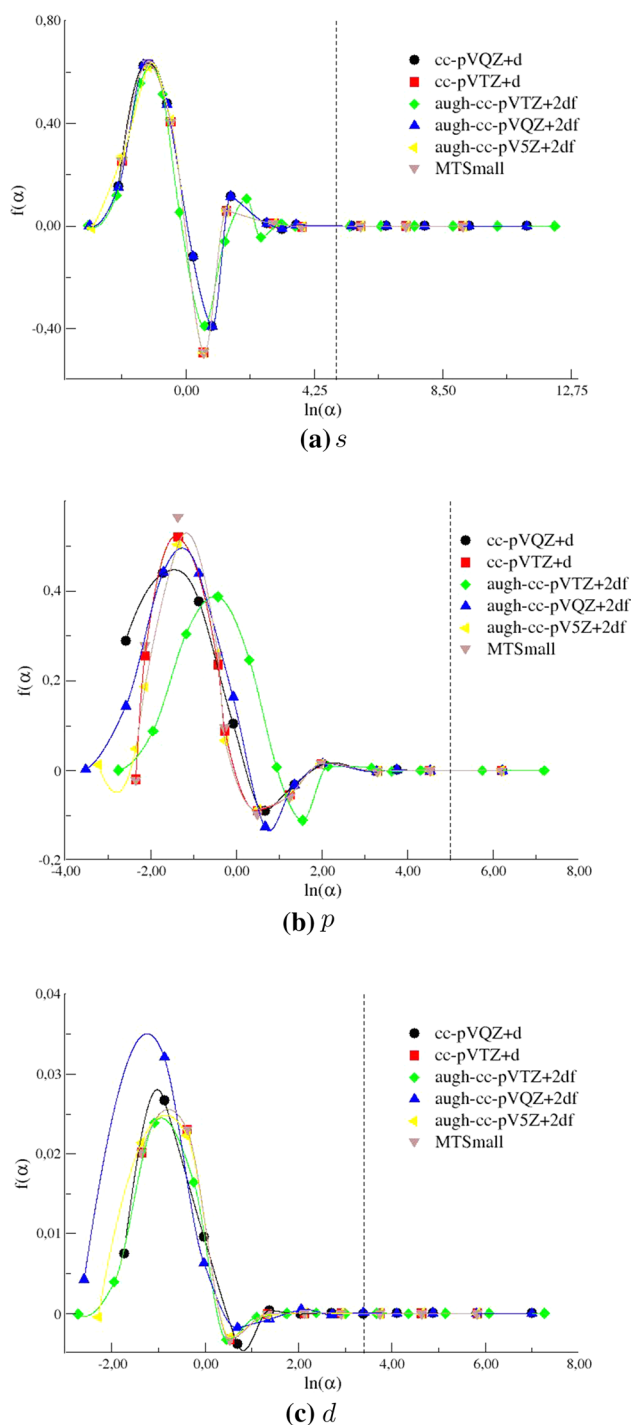 0,80
0,40
0,00
-0,40
f(α)
cc-pVQZ+d
cc-pVTZ+d
augh-cc-pVTZ+2df
augh-cc-pVQZ+2df
augh-cc-pV5Z+2df
MTSmall
0,00 4,25 8,50 12,75
ln(α)
(a) s
0,4
0,2
0
-0,2
f(α)
cc-pVQZ+d
cc-pVTZ+d
augh-cc-pVTZ+2df
augh-cc-pVQZ+2df
augh-cc-pV5Z+2df
MTSmall
-4,00 -2,00 0,00 2,00 4,00 6,00 8,00
ln(α)
(b) p
0,04
0,03
0,02
0,01
0
f(α)
cc-pVQZ+d
cc-pVTZ+d
augh-cc-pVTZ+2df
augh-cc-pVQZ+2df
augh-cc-pV5Z+2df
MTSmall
-2,00 0,00 2,00 4,00 6,00 8,00
ln(α)
(c) d